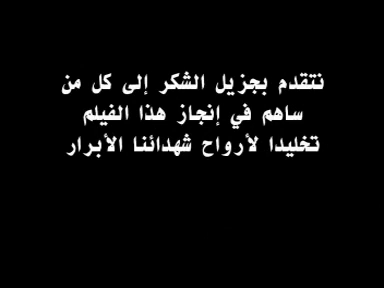 نتقدم بجزيل الشكر إلى كل من
ساهم في إنجاز هذا الفيلم
تخليدا لأرواح شهدائنا الأبرار